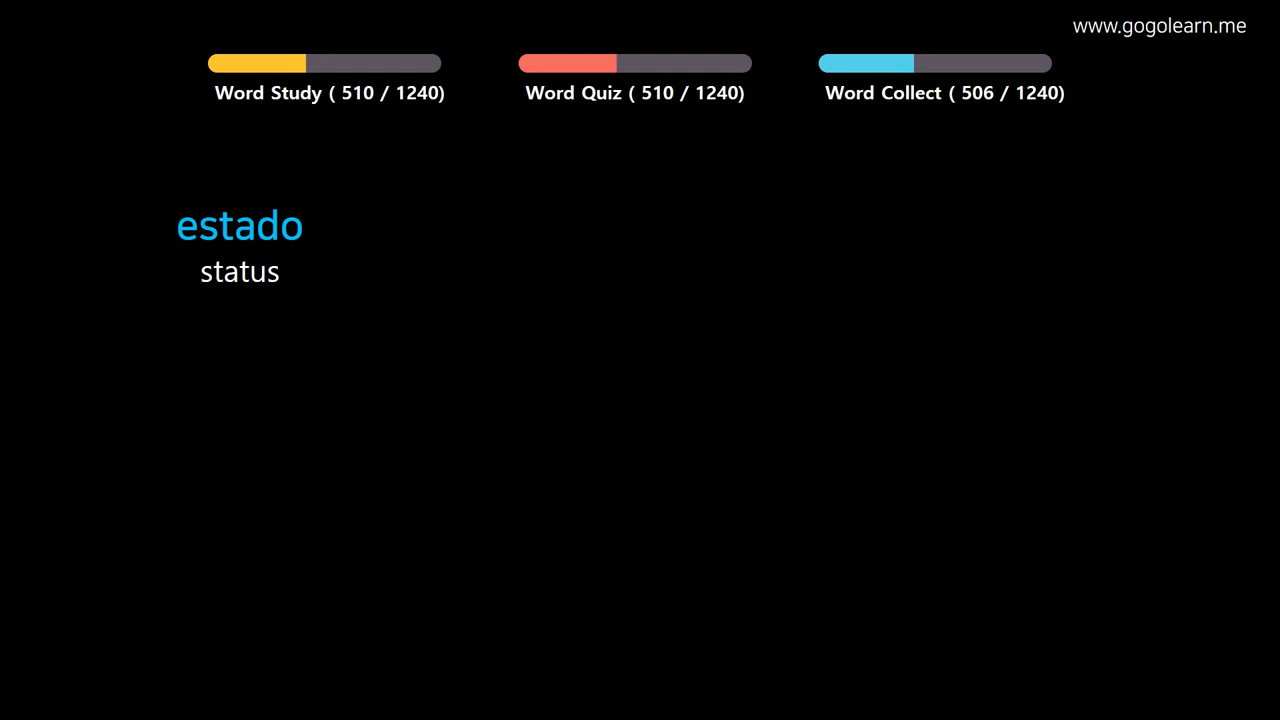 www.gogolearn.me
Word Study ( 510 / 1240)
Word Quiz ( 510 / 1240)
Word Collect ( 506 / 1240)
estado
status